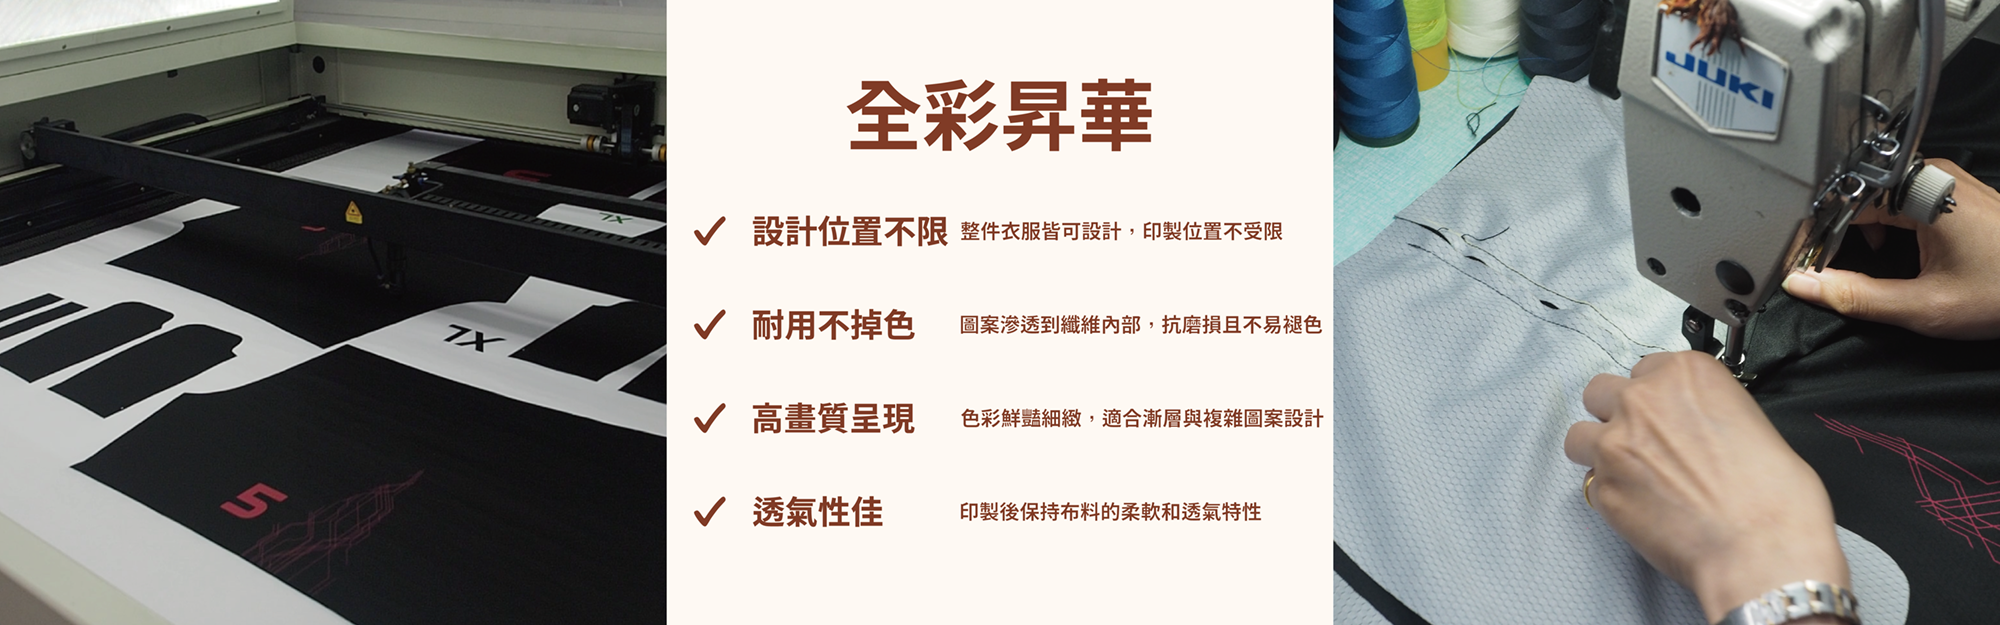 全彩昇華
設計位置不限 整件衣服皆可設計，印製位置不受限
耐用不掉色 圖案滲透到纖維內部，抗磨損且不易褪色
高畫質呈現 色彩鮮豔細緻，適合漸層與複雜圖案設計
透氣性佳 印製後保持布料的柔軟和透氣特性
XL
XL
5
JUKI